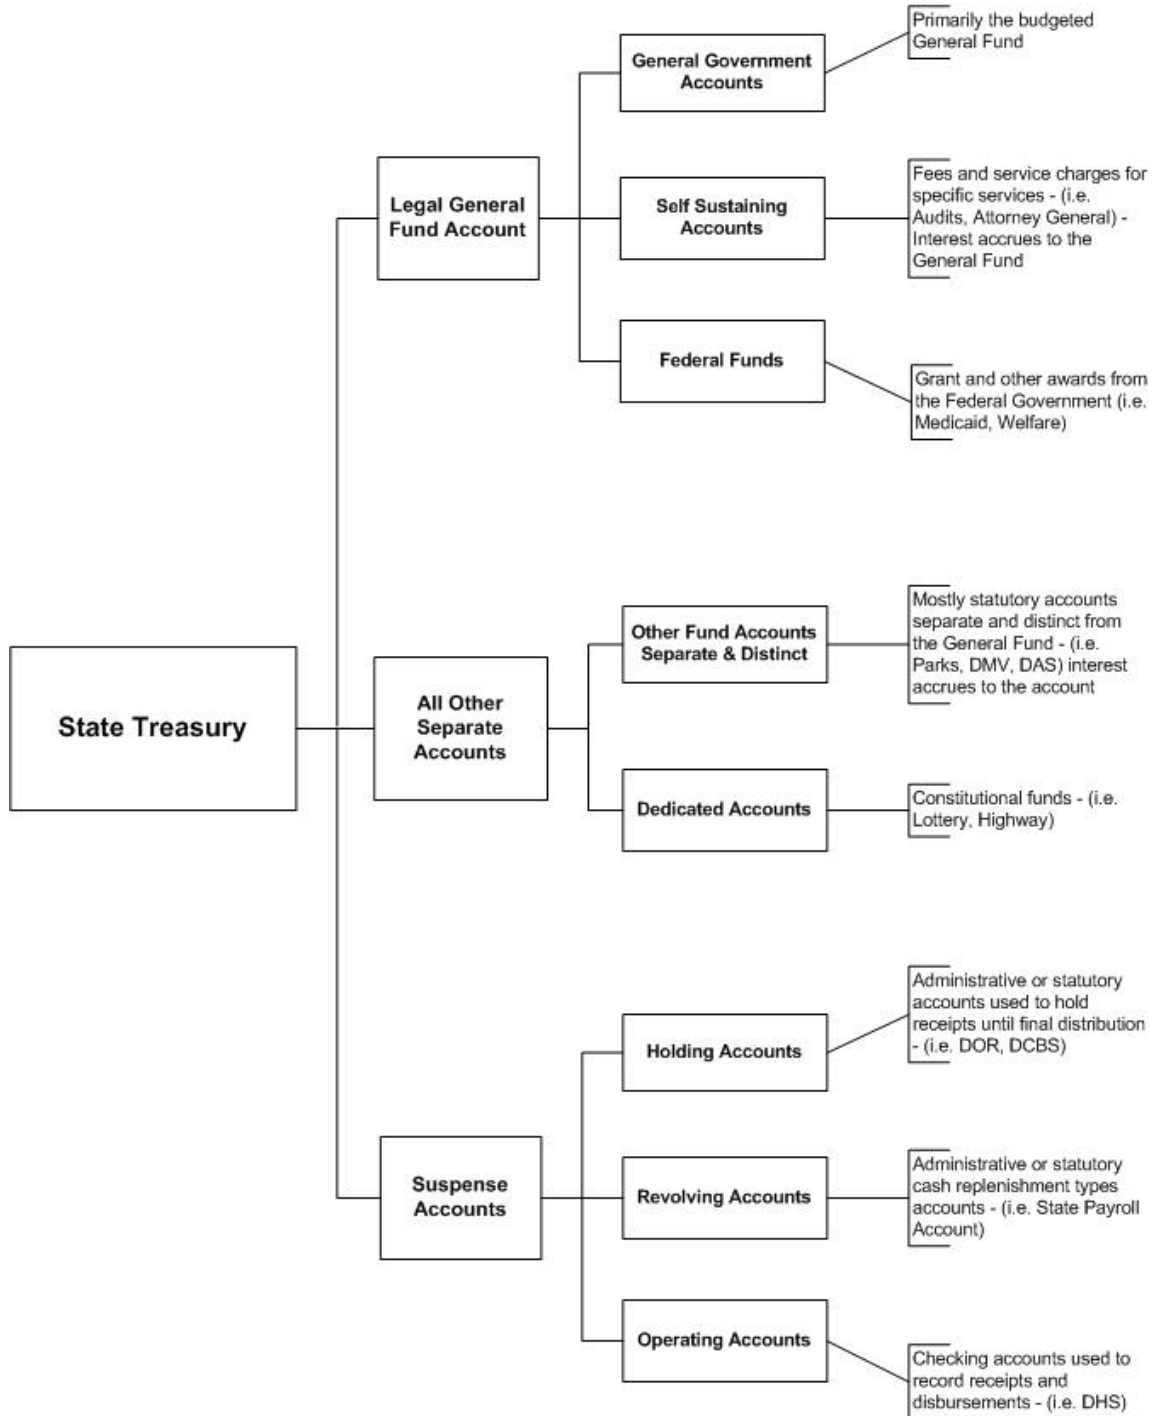 State Treasury
Legal General
Fund Account
General Government
Accounts
Primarily the budgeted
General Fund
Self Sustaining
Accounts
Fees and service charges for
specific services - (i.e.
Audits, Attorney General) -
Interest accrues to the
General Fund
Federal Funds
Grant and other awards from
the Federal Government (i.e.
Medicaid, Welfare)
All Other
Separate
Accounts
Other Fund Accounts
Separate & Distinct
Mostly statutory accounts
separate and distinct from
the General Fund - (i.e.
Parks, DMV, DAS) interest
accrues to the account
Dedicated Accounts
Constitutional funds - (i.e.
Lottery, Highway)
Suspense
Accounts
Holding Accounts
Administrative or statutory
accounts used to hold
receipts until final distribution
- (i.e. DOR, DCBS)
Revolving Accounts
Administrative or statutory
cash replenishment types
accounts - (i.e. State Payroll
Account)
Operating Accounts
Checking accounts used to
record receipts and
disbursements - (i.e. DHS)